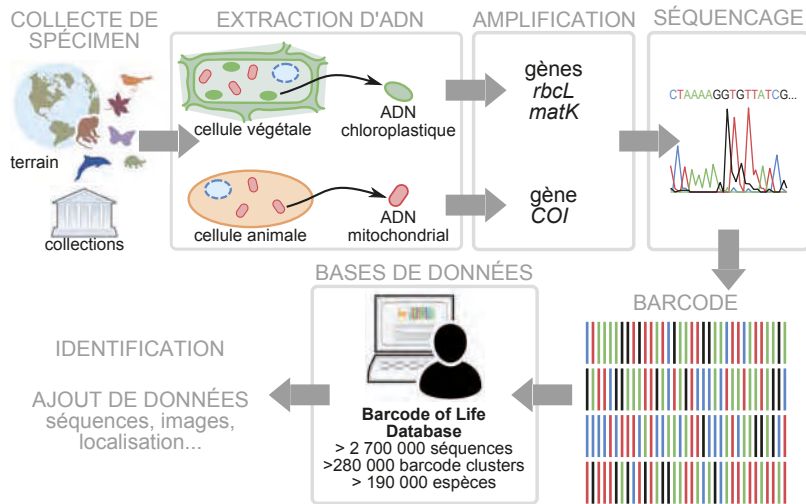 COLLECTE DE
SPÉCIMEN
terrain
collections
EXTRACTION D'ADN
cellule végétale
ADN
chloroplastique
cellule animale
ADN
mitochondrial
AMPLIFICATION
gènes
rbcL
matK
gène
COI
SÉQUENCAGE
CTAAAAGGTGTTATCG...
BARCODE
BASES DE DONNÉES
Barcode of Life
Database
> 2 700 000 séquences
>280 000 barcode clusters
> 190 000 espèces
IDENTIFICATION
AJOUT DE DONNÉES
séquences, images,
localisation...